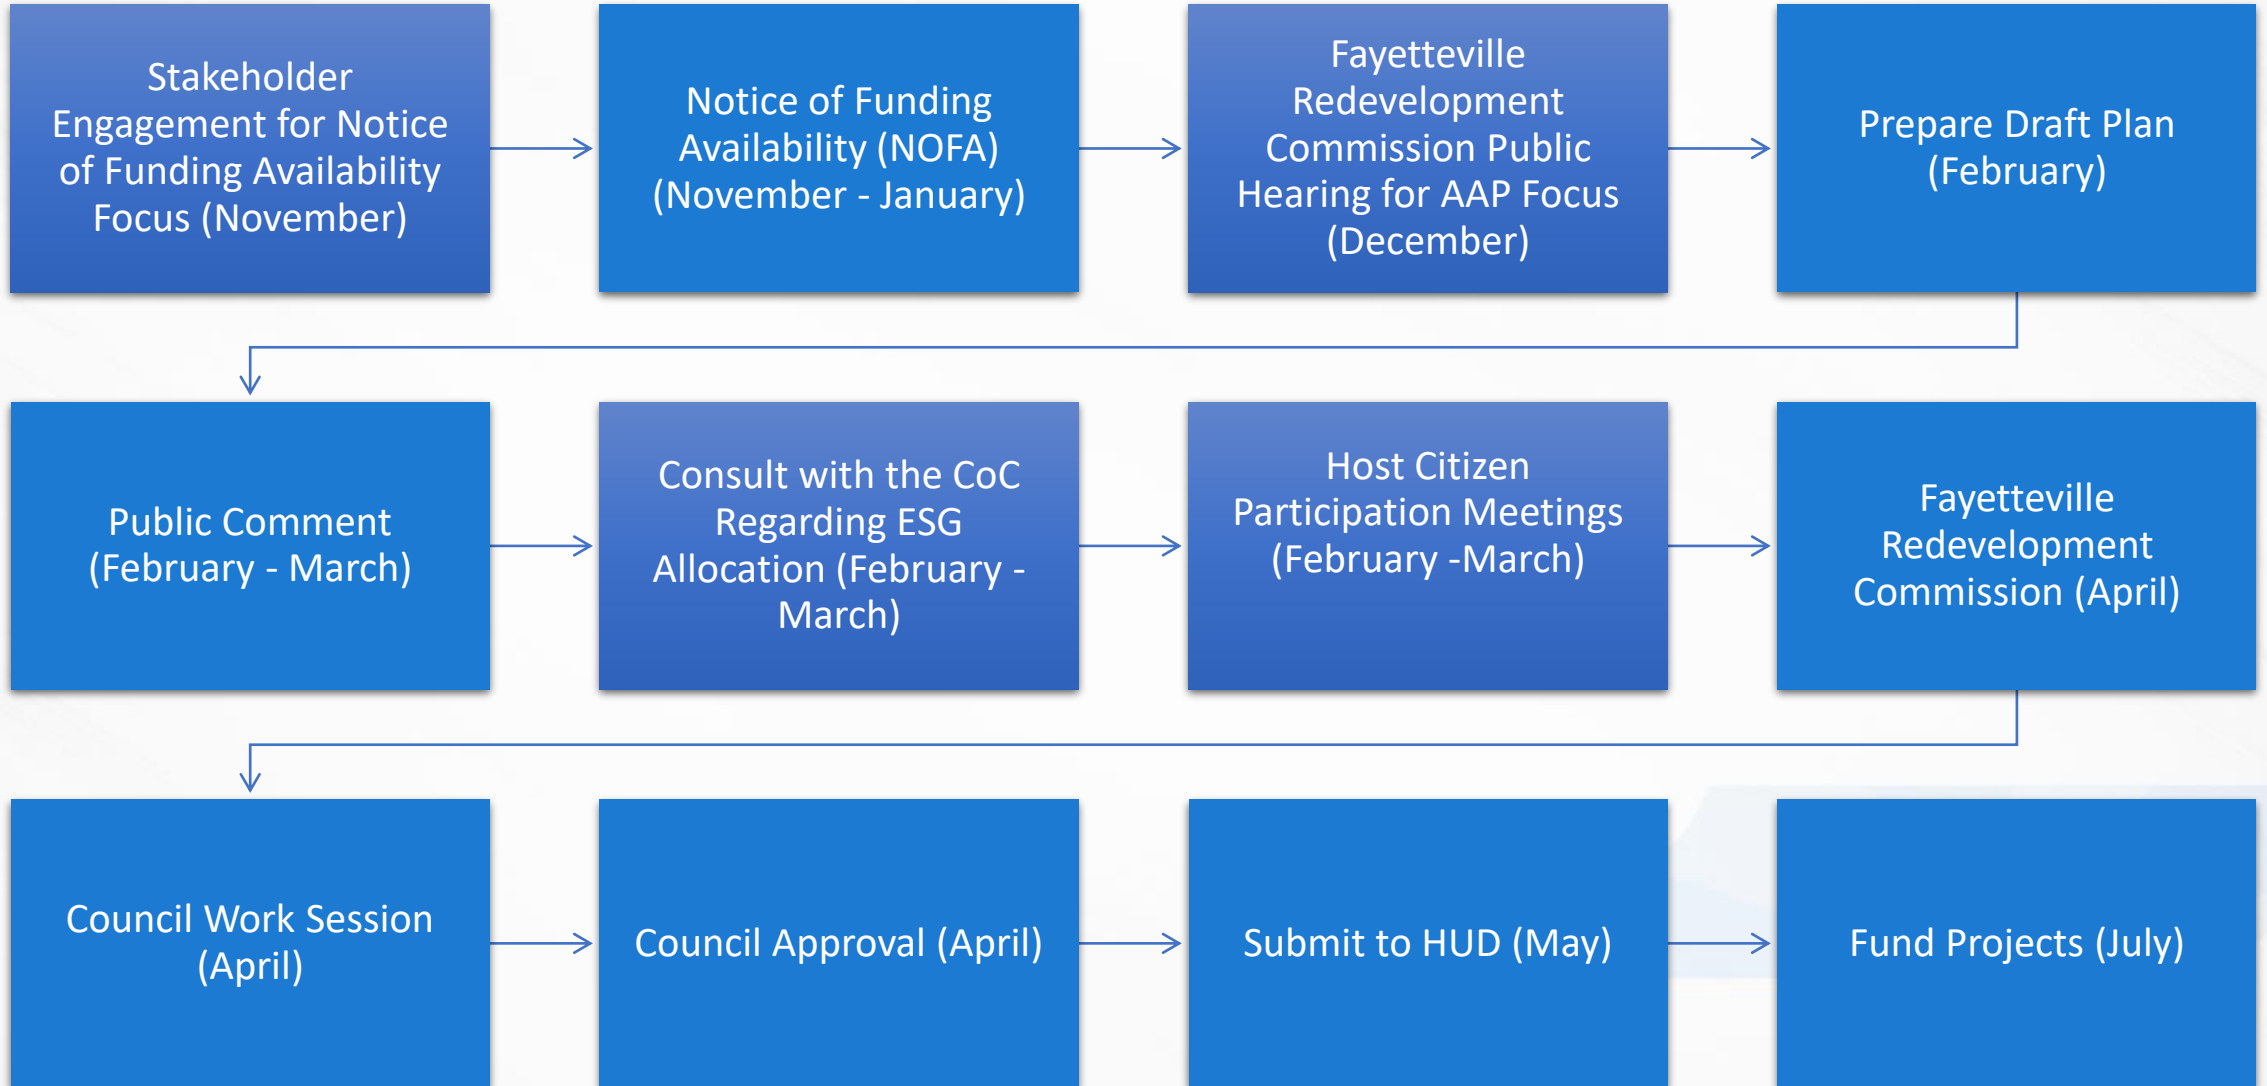 Stakeholder
Engagement for Notice
of Funding Availability
Focus (November)
Notice of Funding
Availability (NOFA)
(November - January)
Fayetteville
Redevelopment
Commission Public
Hearing for AAP Focus
(December)
Prepare Draft Plan
(February)
Public Comment
(February - March)
Consult with the CoC
Regarding ESG
Allocation (February -
March)
Host Citizen
Participation Meetings
(February -March)
Fayetteville
Redevelopment
Commission (April)
Council Work Session
(April)
Council Approval (April)
Submit to HUD (May)
Fund Projects (July)